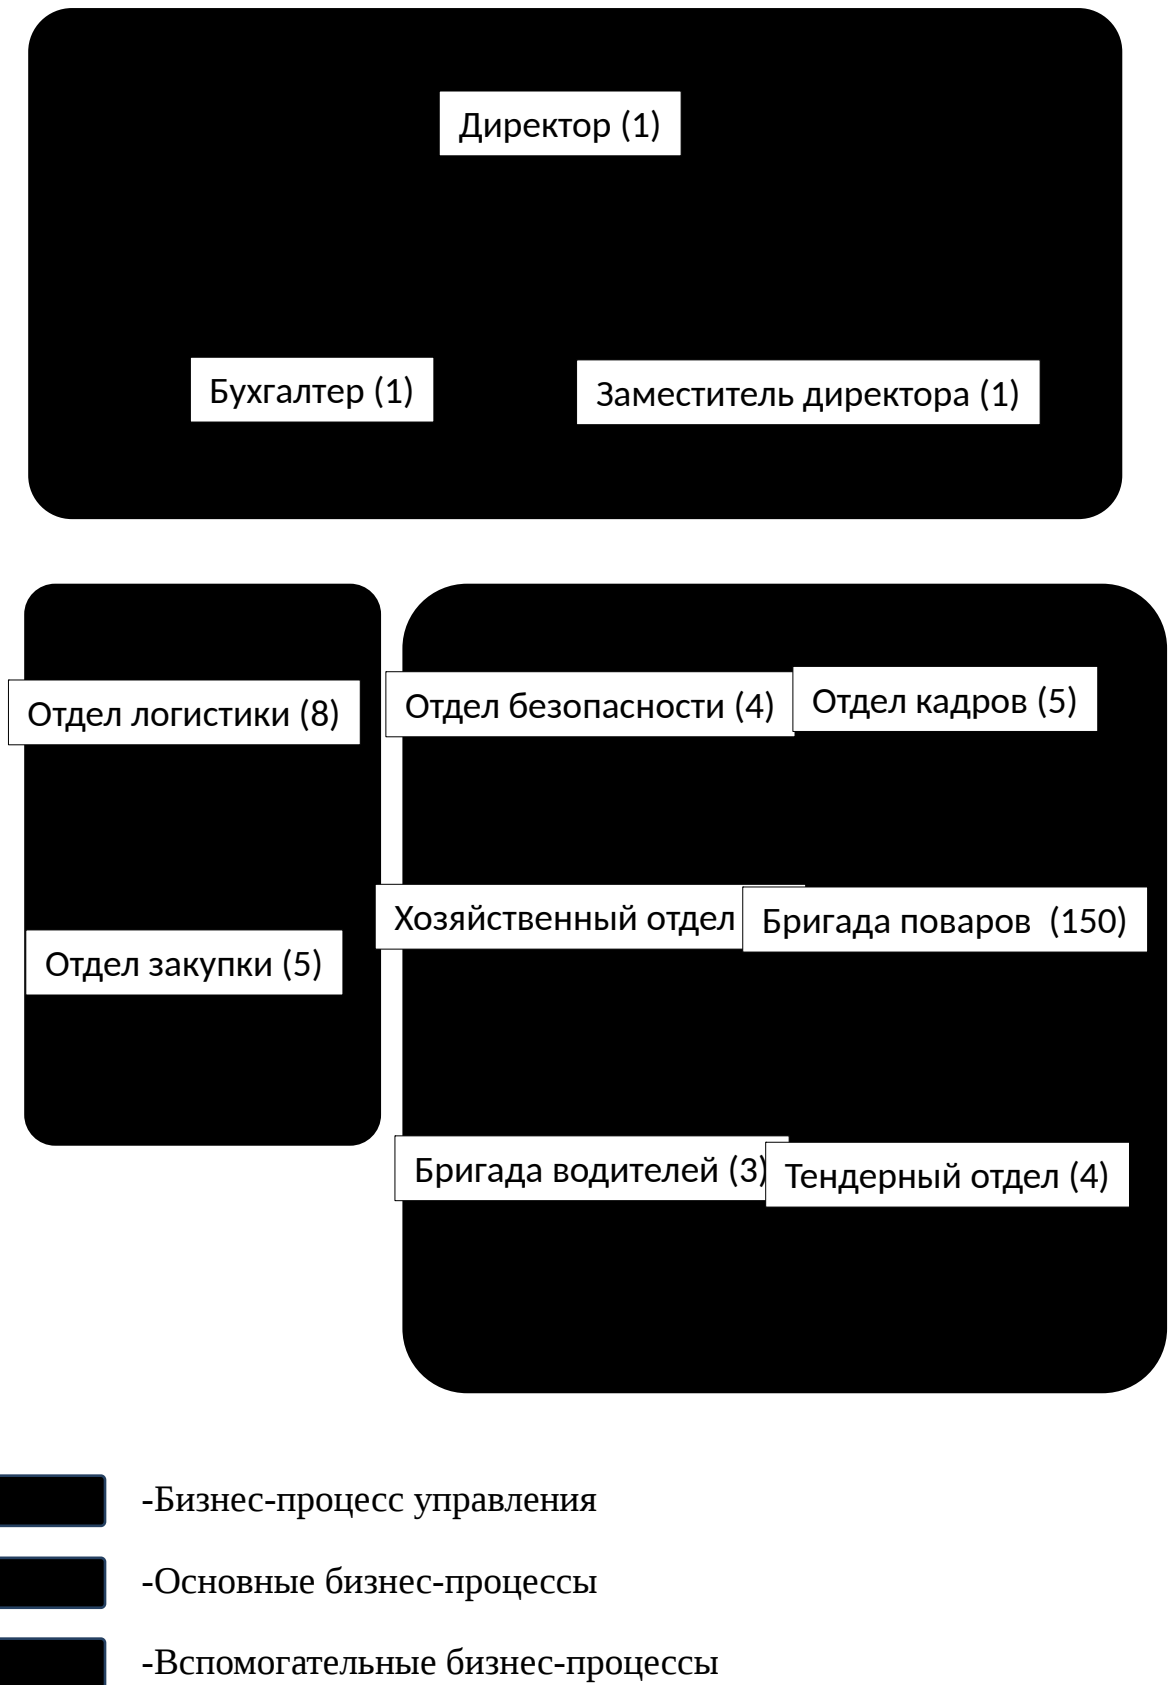 Директор (1)
Бухгалтер (1)
Заместитель директора (1)
Отдел логистики (8)
Отдел безопасности (4)
Отдел кадров (5)
Хозяйственный отдел
Бригада поваров (150)
Отдел закупки (5)
Бригада водителей (3)
Тендерный отдел (4)
-Бизнес-процесс управления
-Основные бизнес-процессы
-Вспомогательные бизнес-процессы